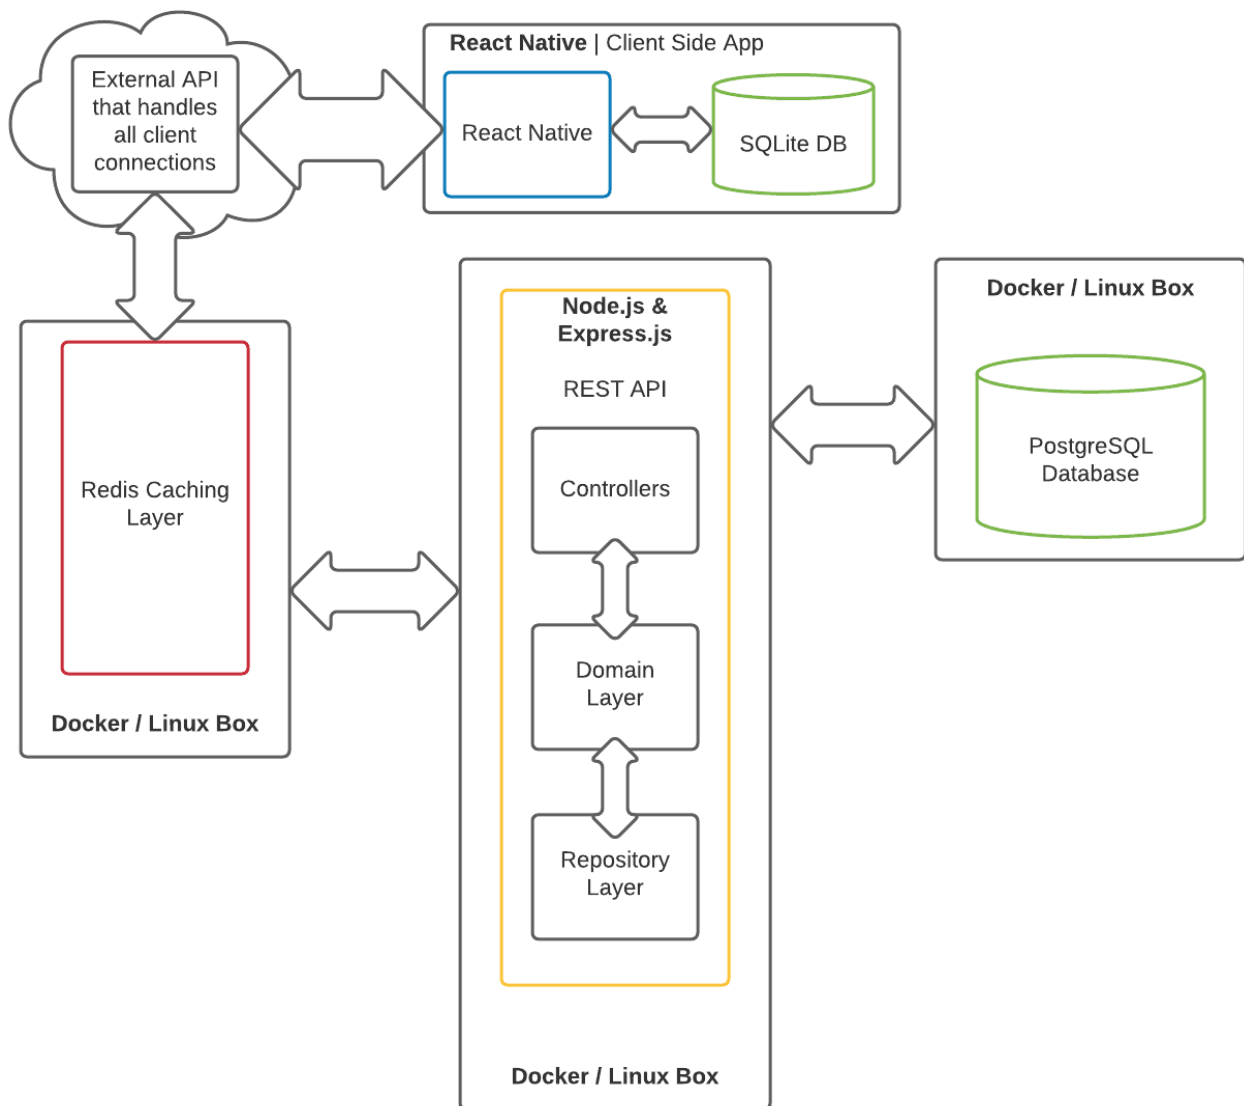 External API
that handles
all client
connections
React Native | Client Side App
React Native
SQLite DB
Redis Caching
Layer
Docker / Linux Box
Node.js &
Express.js
REST API
Controllers
Domain
Layer
Repository
Layer
Docker / Linux Box
Docker / Linux Box
PostgreSQL
Database